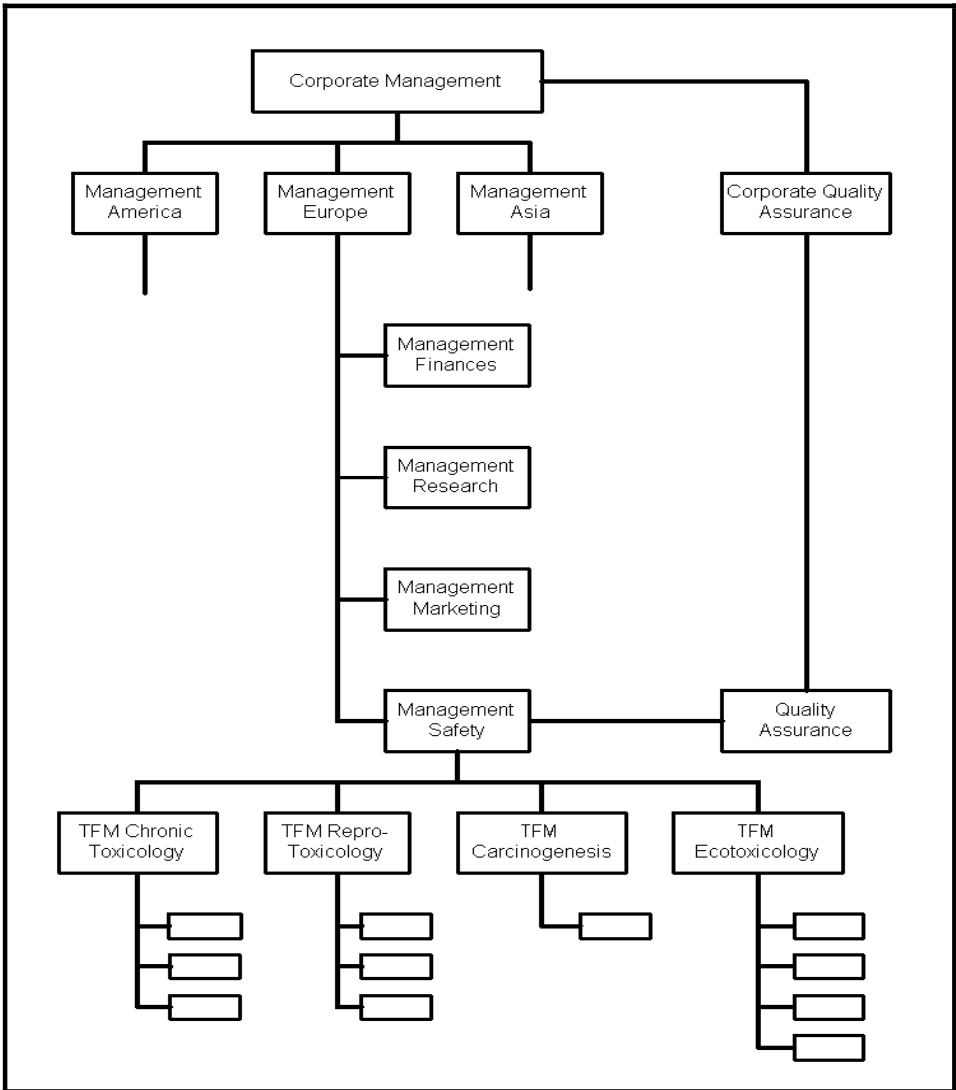 Corporate Management
Management
America
Management
Europe
Management
Asia
Corporate Quality
Assurance
Management
Finances
Management
Research
Management
Marketing
Management
Safety
Quality
Assurance
TFM Chronic
Toxicology
TFM Repro-
Toxicology
TFM
Carcinogenesis
TFM
Ecotoxicology